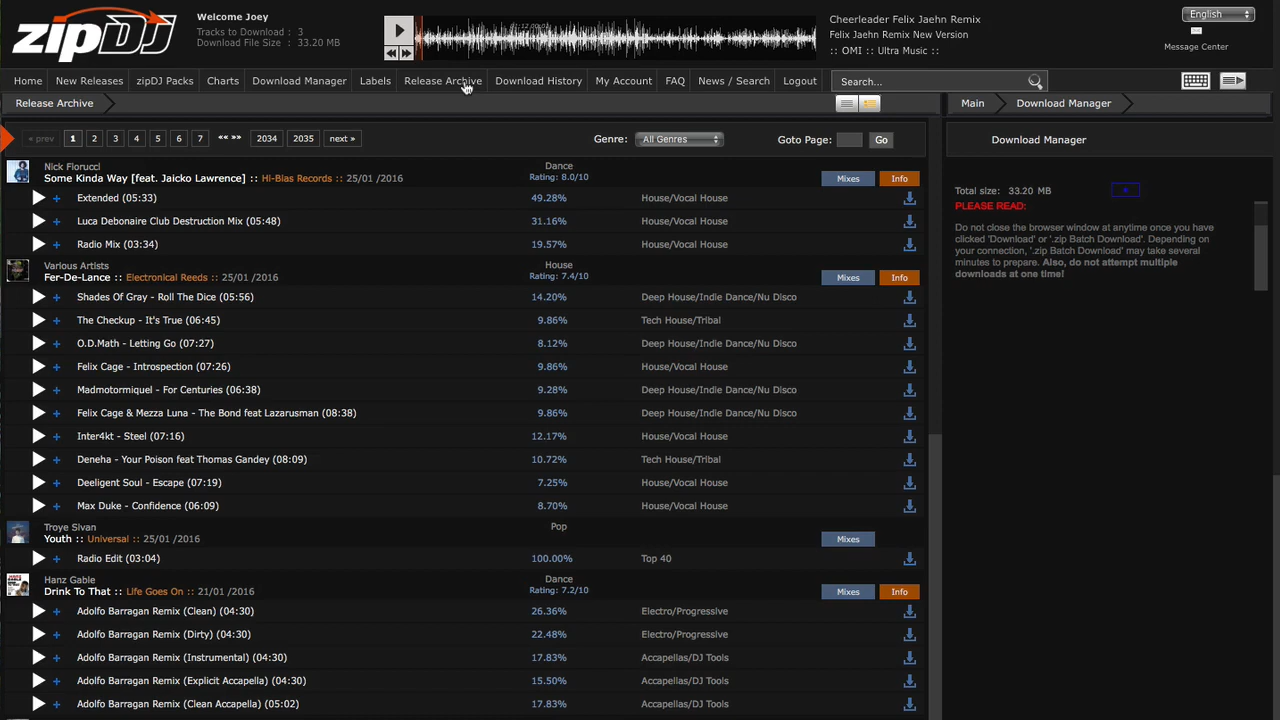 zipDJ
Welcome Joey
Tracks to Download : 3
Download File Size : 33.20 MB
Cheerleader Felix Jaehn Remix
Felix Jaehn Remix New Version
:: OMI :: Ultra Music ::
English
Message Center
Home New Releases zipDJ Packs Charts Download Manager Labels Release Archive Download History My Account FAQ News / Search Logout Search...
Release Archive Main Download Manager
« prev 1 2 3 4 5 6 7 «« »» 2034 2035 next » Genre: All Genres Goto Page: Go Download Manager
Nick Fiorucci Dance
Some Kinda Way [feat. Jaicko Lawrence] :: Hi-Bias Records :: 25/01 /2016 Rating: 8.0/10 Mixes Info
Extended (05:33) 49.28% House/Vocal House
Luca Debonaire Club Destruction Mix (05:48) 31.16% House/Vocal House
Radio Mix (03:34) 19.57% House/Vocal House
Total size: 33.20 MB
PLEASE READ:
Do not close the browser window at anytime once you have
clicked 'Download' or '.zip Batch Download'. Depending on
your connection, '.zip Batch Download' may take several
minutes to prepare. Also, do not attempt multiple
downloads at one time!
Various Artists House
Fer-De-Lance :: Electronical Reeds :: 25/01 /2016 Rating: 7.4/10 Mixes Info
Shades Of Gray - Roll The Dice (05:56) 14.20% Deep House/Indie Dance/Nu Disco
The Checkup - It's True (06:45) 9.86% Tech House/Tribal
O.D.Math - Letting Go (07:27) 8.12% Deep House/Indie Dance/Nu Disco
Felix Cage - Introspection (07:26) 9.86% House/Vocal House
Madmotormiquel - For Centuries (06:38) 9.28% Deep House/Indie Dance/Nu Disco
Felix Cage & Mezza Luna - The Bond feat Lazarusman (08:38) 9.86% Deep House/Indie Dance/Nu Disco
Inter4kt - Steel (07:16) 12.17% House/Vocal House
Deneha - Your Poison feat Thomas Gandey (08:09) 10.72% Tech House/Tribal
Deeligent Soul - Escape (07:19) 7.25% House/Vocal House
Max Duke - Confidence (06:09) 8.70% House/Vocal House
Troye Sivan Pop
Youth :: Universal :: 25/01 /2016 Mixes
Radio Edit (03:04) 100.00% Top 40
Hanz Gable Dance
Drink To That :: Life Goes On :: 21/01 /2016 Rating: 7.2/10 Mixes Info
Adolfo Barragan Remix (Clean) (04:30) 26.36% Electro/Progressive
Adolfo Barragan Remix (Dirty) (04:30) 22.48% Electro/Progressive
Adolfo Barragan Remix (Instrumental) (04:30) 17.83% Accapellas/DJ Tools
Adolfo Barragan Remix (Explicit Accapella) (04:30) 15.50% Accapellas/DJ Tools
Adolfo Barragan Remix (Clean Accapella) (05:02) 17.83% Accapellas/DJ Tools